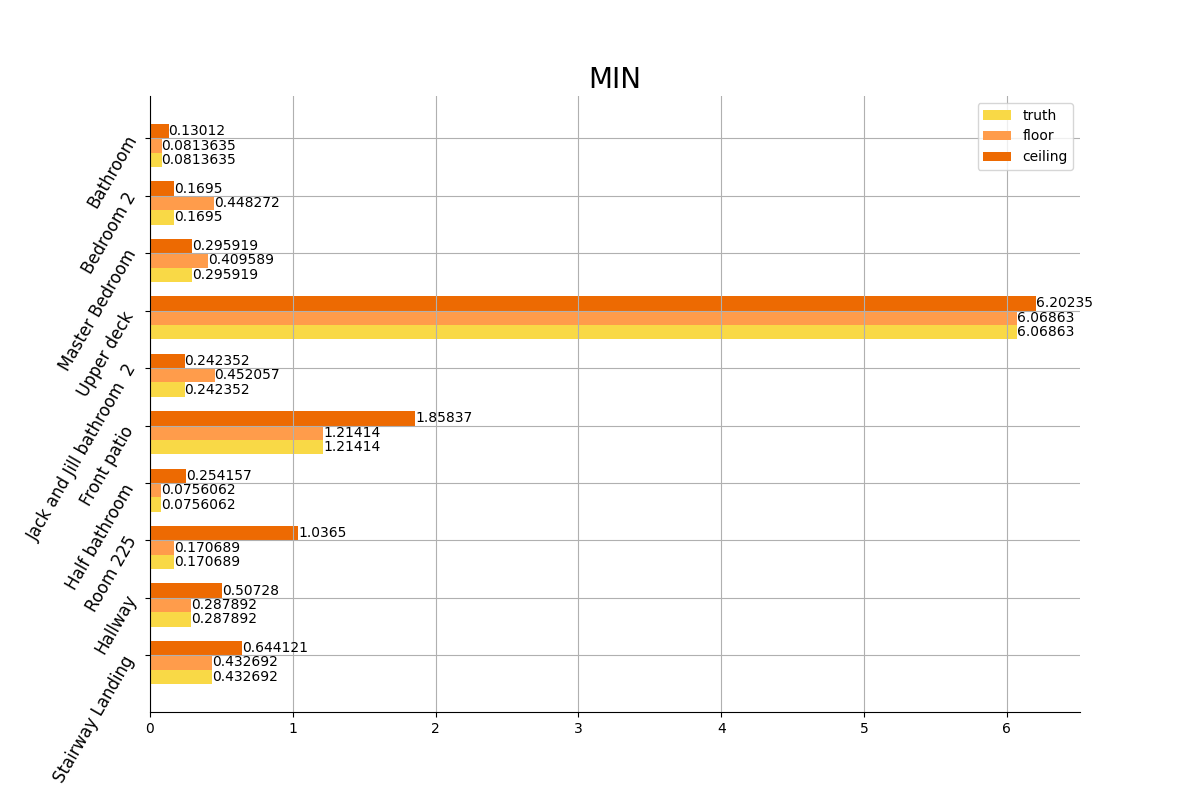 MIN
truth
floor
ceiling
Bathroom
0.13012
0.0813635
0.0813635
Bedroom 2
0.1695
0.448272
0.1695
Master Bedroom
0.295919
0.409589
0.295919
Upper deck
6.20235
6.06863
6.06863
Jack and Jill bathroom 2
0.242352
0.452057
0.242352
Front patio
1.85837
1.21414
1.21414
Half bathroom
0.254157
0.0756062
0.0756062
Room 225
1.0365
0.170689
0.170689
Hallway
0.50728
0.287892
0.287892
Stairway Landing
0.644121
0.432692
0.432692
0 1 2 3 4 5 6